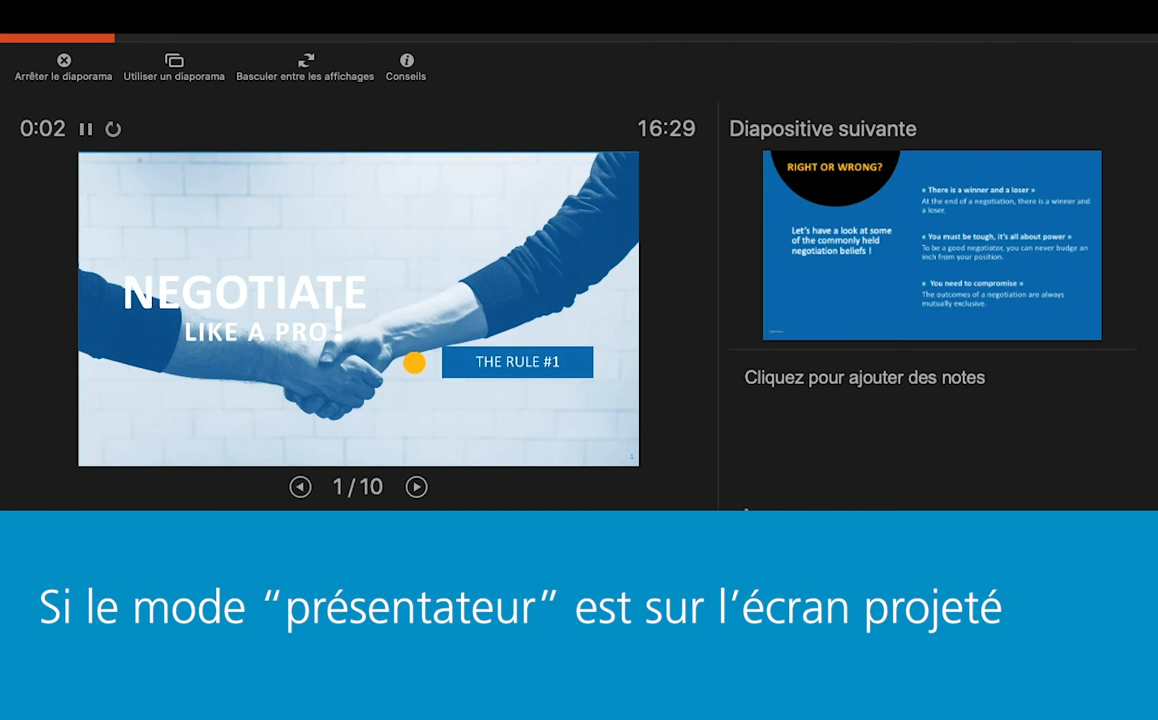 Arrêter le diaporama Utiliser un diaporama Basculer entre les affichages Conseils
0:02 16:29
NEGOTIATE
LIKE A PRO !
THE RULE #1
1
1 / 10
Diapositive suivante
RIGHT OR WRONG?
Let's have a look at some
of the commonly held
negotiation beliefs !
« There is a winner and a loser »
At the end of a negotiation, there is a winner and
a loser.
« You must be tough, it's all about power »
To be a good negotiator, you can never budge an
inch from your position.
« You need to compromise »
The outcomes of a negotiation are always
mutually exclusive.
Cliquez pour ajouter des notes
Si le mode “présentateur” est sur l’écran projeté